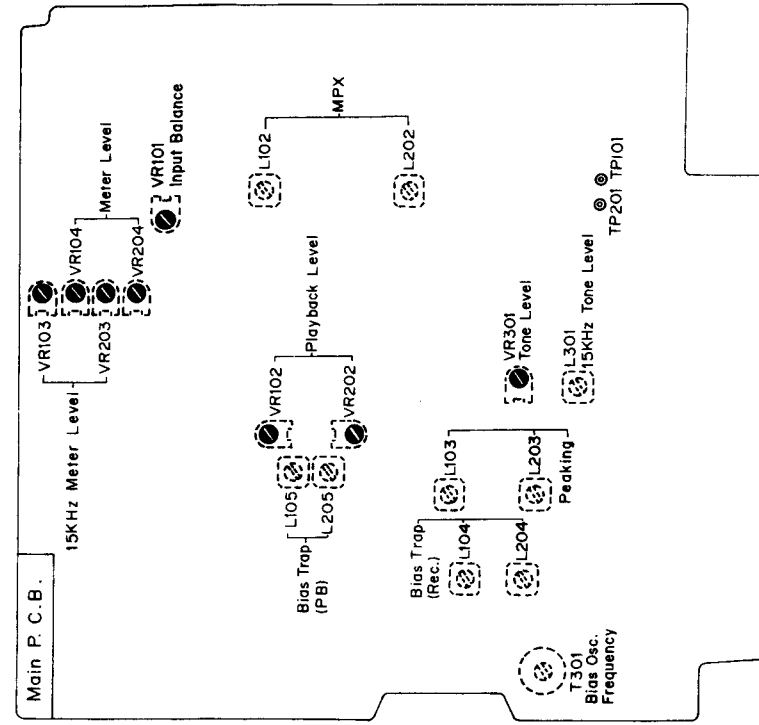 Main P. C. B.
15KHz Meter Level
VR103
VR203
VR104
VR204
Meter Level
VR101
Input Balance
Bias Trap
(PB)
L105
L205
VR102
VR202
Playback Level
L102
L202
MPX
Bias Trap
(Rec.)
L104
L204
L103
L203
Peaking
VR301
Tone Level
L301
15KHz Tone Level
TP201 TP101
T301
Bias Osc.
Frequency